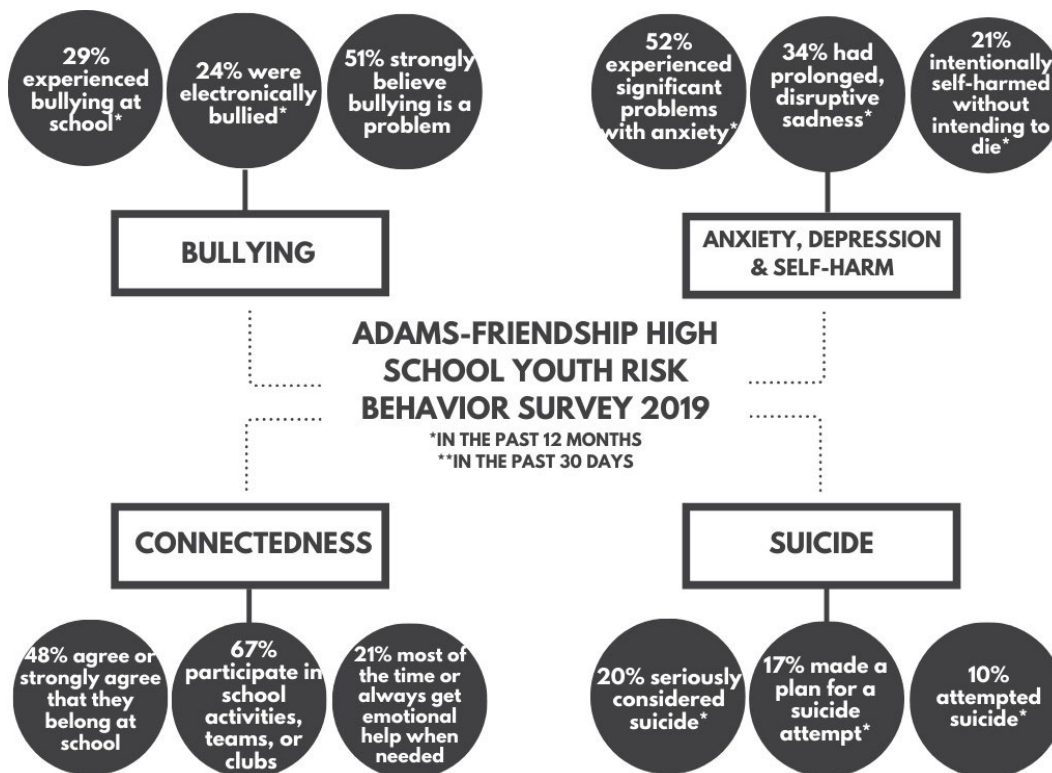 29%
experienced
bullying at
school*
24% were
electronically
bullied*
51% strongly
believe
bullying is a
problem
BULLYING
52%
experienced
significant
problems
with anxiety*
34% had
prolonged,
disruptive
sadness*
21%
intentionally
self-harmed
without
intending to
die*
ANXIETY, DEPRESSION
& SELF-HARM
ADAMS-FRIENDSHIP HIGH
SCHOOL YOUTH RISK
BEHAVIOR SURVEY 2019
*IN THE PAST 12 MONTHS
**IN THE PAST 30 DAYS
CONNECTEDNESS
48% agree or
strongly agree
that they
belong at
school
67%
participate in
school
activities,
teams, or
clubs
21% most of
the time or
always get
emotional
help when
needed
SUICIDE
20% seriously
considered
suicide*
17% made a
plan for a
suicide
attempt*
10%
attempted
suicide*